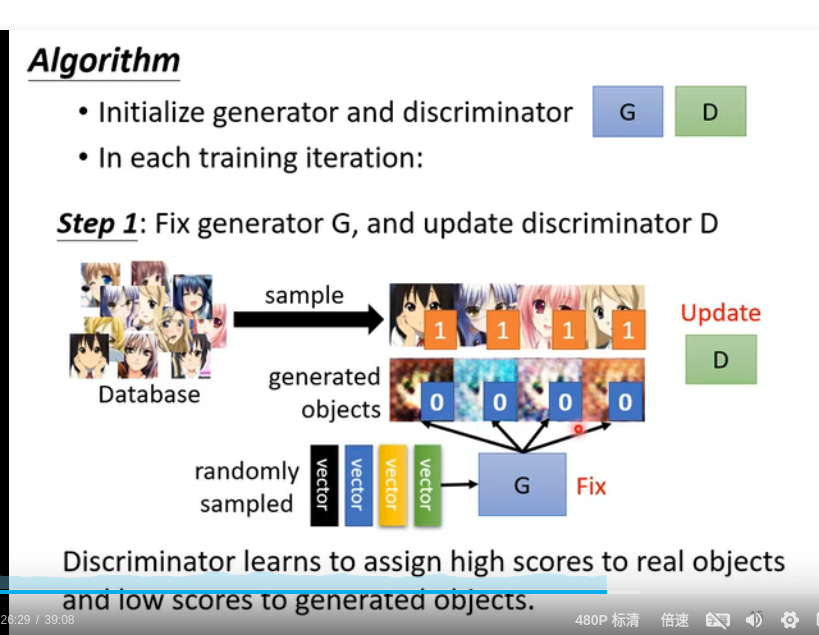 Algorithm
• Initialize generator and discriminator G D
• In each training iteration:
Step 1: Fix generator G, and update discriminator D
sample
1 1 1 1
Update
D
Database
generated
objects
0 0 0 0
randomly
sampled
vector vector vector vector
G
Fix
Discriminator learns to assign high scores to real objects
and low scores to generated objects.
26:29 / 39:08 480P 标清 倍速